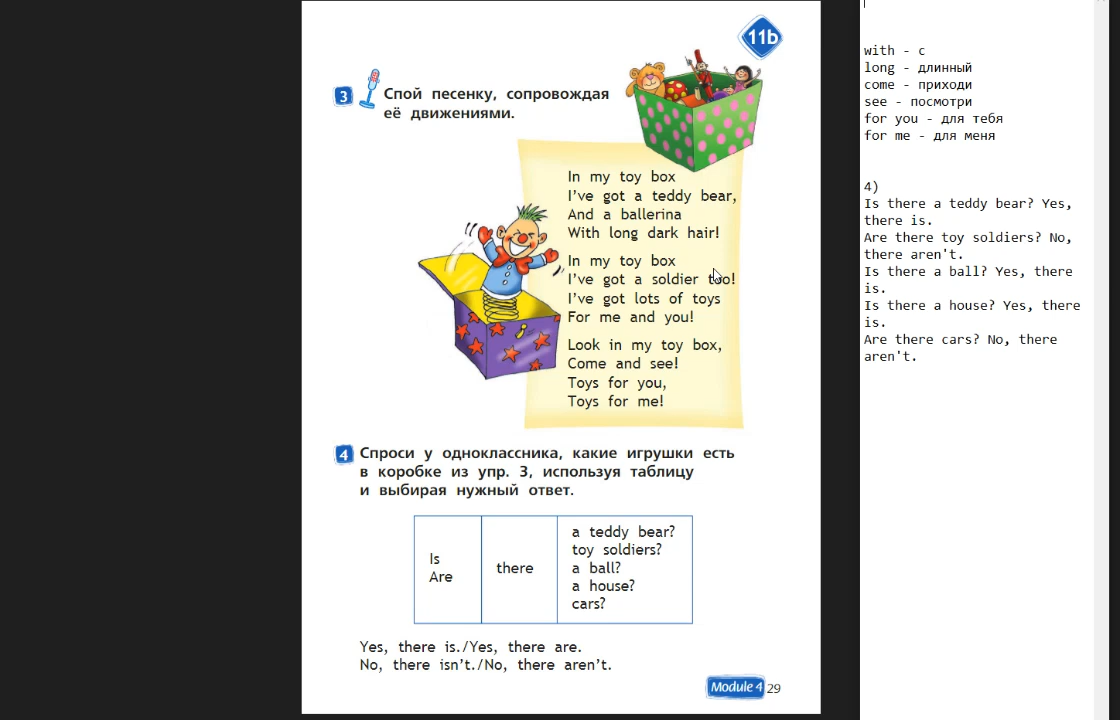 11b
3
Спой песенку, сопровождая
её движениями.
In my toy box
I've got a teddy bear,
And a ballerina
With long dark hair!
In my toy box
I've got a soldier too!
I've got lots of toys
For me and you!
Look in my toy box,
Come and see!
Toys for you,
Toys for me!
4
Спроси у одноклассника, какие игрушки есть
в коробке из упр. 3, используя таблицу
и выбирая нужный ответ.
Is
Are
there
a teddy bear?
toy soldiers?
a ball?
a house?
cars?
Yes, there is./Yes, there are.
No, there isn't./No, there aren't.
Module 4 29
with - с
long - длинный
come - приходи
see - посмотри
for you - для тебя
for me - для меня
4)
Is there a teddy bear? Yes,
there is.
Are there toy soldiers? No,
there aren't.
Is there a ball? Yes, there
is.
Is there a house? Yes, there
is.
Are there cars? No, there
aren't.